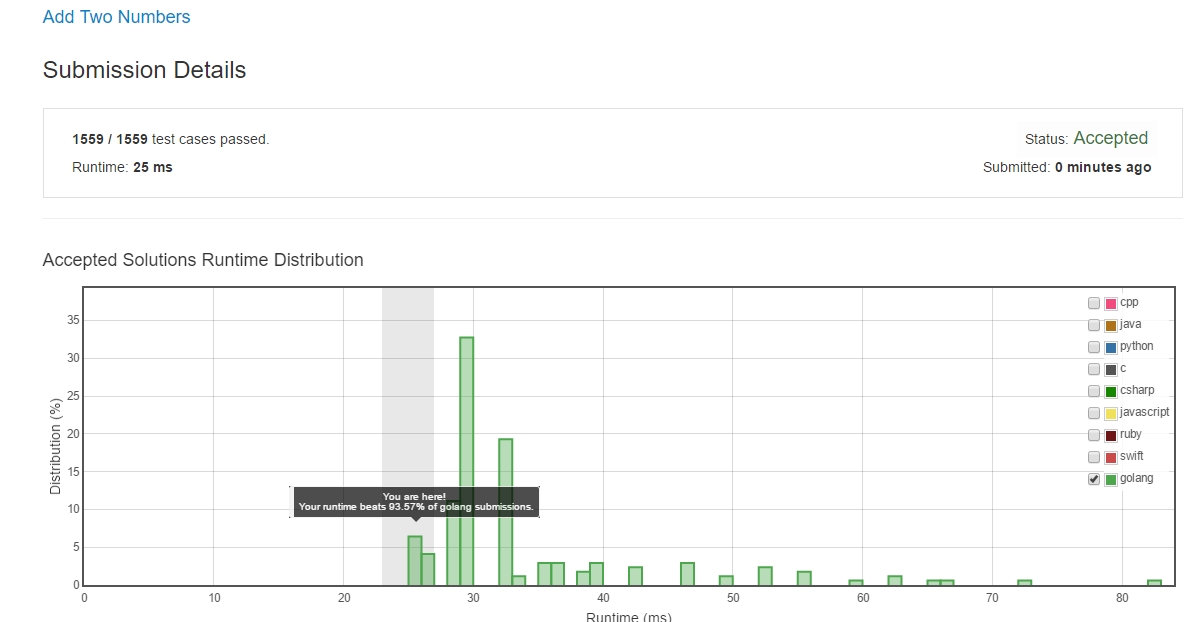 Add Two Numbers
Submission Details
1559 / 1559 test cases passed.
Status: Accepted
Runtime: 25 ms
Submitted: 0 minutes ago
Accepted Solutions Runtime Distribution
cpp
java
python
c
csharp
javascript
ruby
swift
golang
Distribution (%)
35
30
25
20
15
10
5
0
You are here!
Your runtime beats 93.57% of golang submissions.
0 10 20 30 40 50 60 70 80
Runtime (ms)